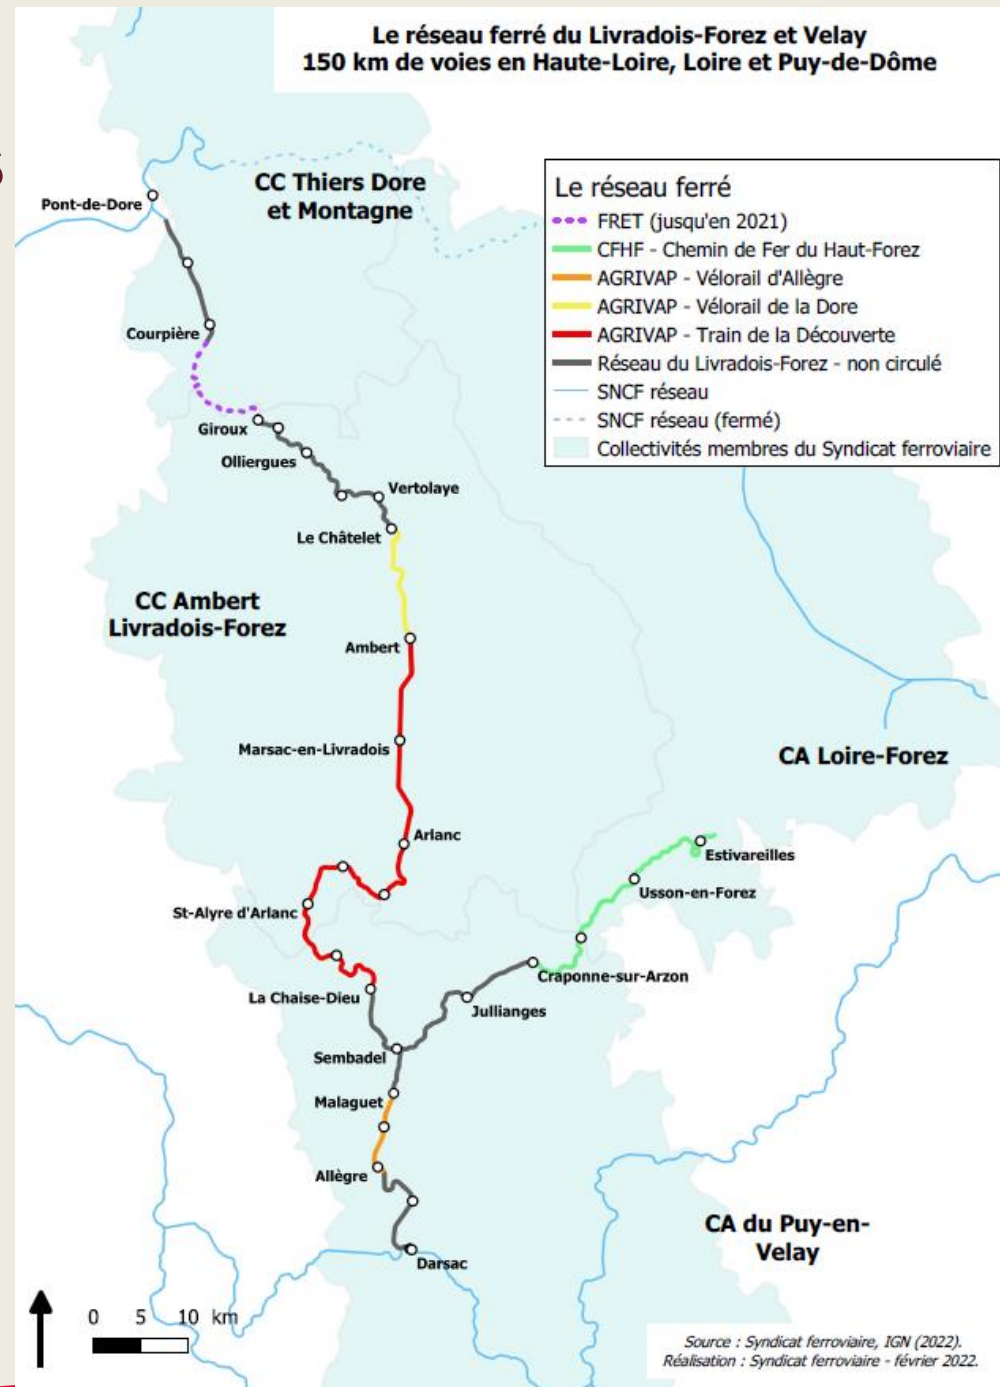 Le réseau ferré du Livradois-Forez et Velay
150 km de voies en Haute-Loire, Loire et Puy-de-Dôme
Le réseau ferré
FRET (jusqu'en 2021)
CFHF - Chemin de Fer du Haut-Forez
AGRIVAP - Vélorail d'Allègre
AGRIVAP - Vélorail de la Dore
AGRIVAP - Train de la Découverte
Réseau du Livradois-Forez - non circulé
SNCF réseau
SNCF réseau (fermé)
Collectivités membres du Syndicat ferroviaire
CC Thiers Dore
et Montagne
Pont-de-Dore
Courpière
Giroux
Olliergues
Vertolaye
Le Châtelet
CC Ambert
Livradois-Forez
Ambert
Marsac-en-Livradois
CA Loire-Forez
Arlanc
Estivareilles
Usson-en-Forez
St-Alyre d'Arlanc
Craponne-sur-Arzon
La Chaise-Dieu
Jullianges
Sembadel
Malaguet
Allègre
CA du Puy-en-
Velay
Darsac
0 5 10 km
Source : Syndicat ferroviaire, IGN (2022).
Réalisation : Syndicat ferroviaire - février 2022.